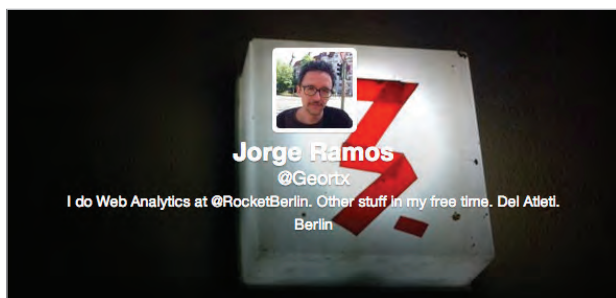 Jorge Ramos
@Geortx
I do Web Analytics at @RocketBerlin. Other stuff in my free time. Del Atleti.
Berlin